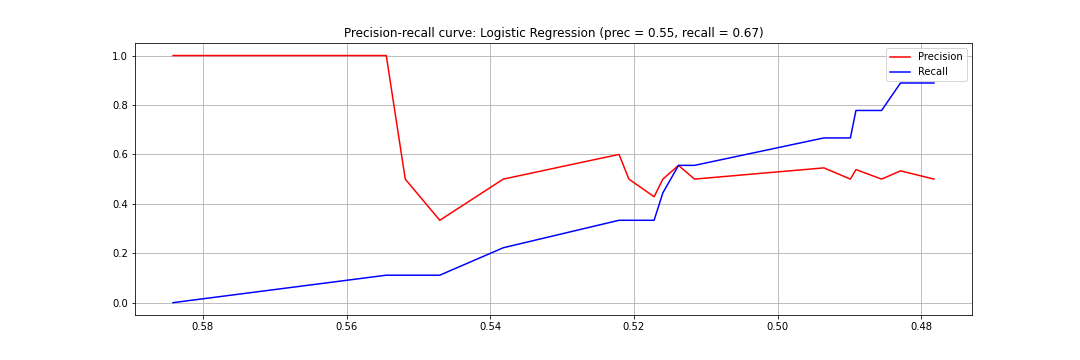 Precision-recall curve: Logistic Regression (prec = 0.55, recall = 0.67)
1.0
0.8
0.6
0.4
0.2
0.0
Precision
Recall
0.58 0.56 0.54 0.52 0.50 0.48